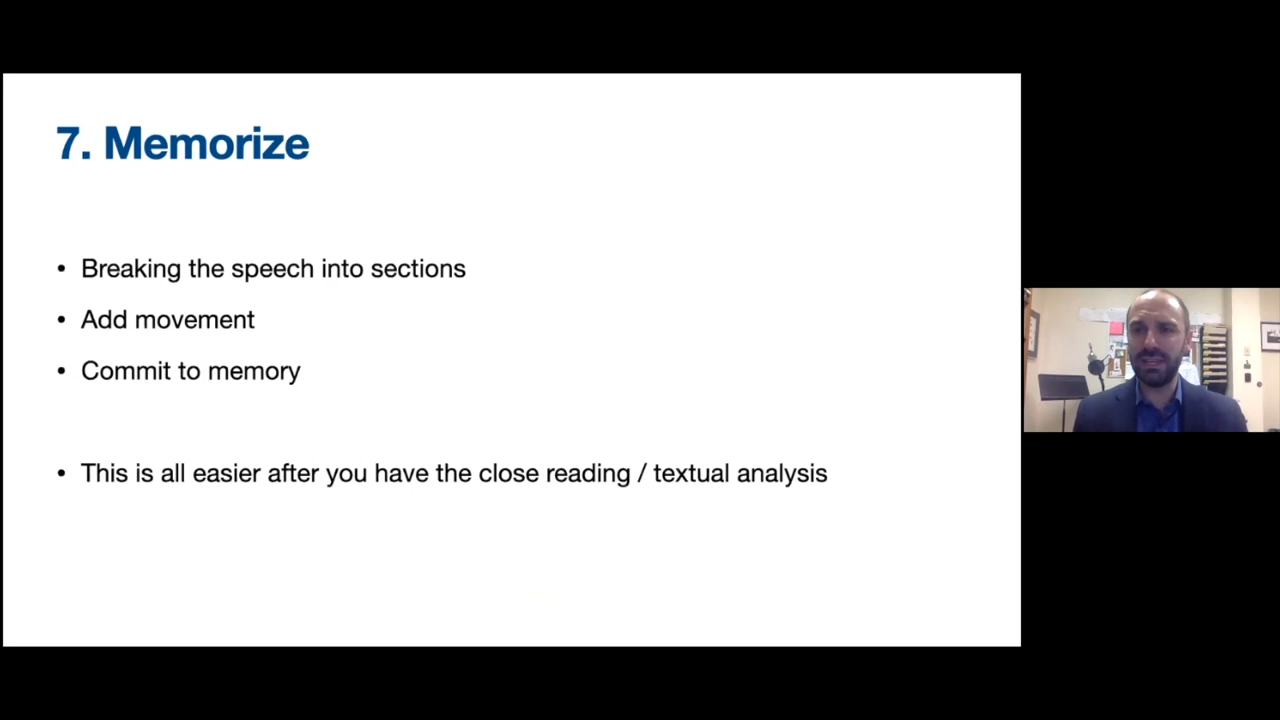 7. Memorize
• Breaking the speech into sections
• Add movement
• Commit to memory
• This is all easier after you have the close reading / textual analysis